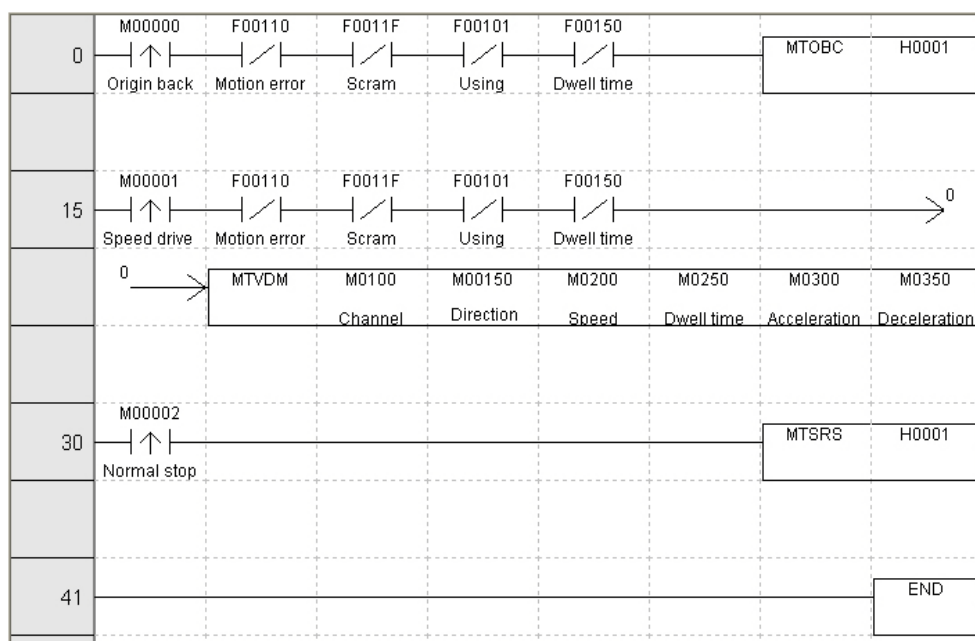 M00000 F00110 F0011F F00101 F00150
0 MTOBC H0001
Origin back Motion error Scram Using Dwell time
M00001 F00110 F0011F F00101 F00150
15 0
Speed drive Motion error Scram Using Dwell time
0 MTVDM M0100 M00150 M0200 M0250 M0300 M0350
Channel Direction Speed Dwell time Acceleration Deceleration
M00002
30 MTSRS H0001
Normal stop
41 END